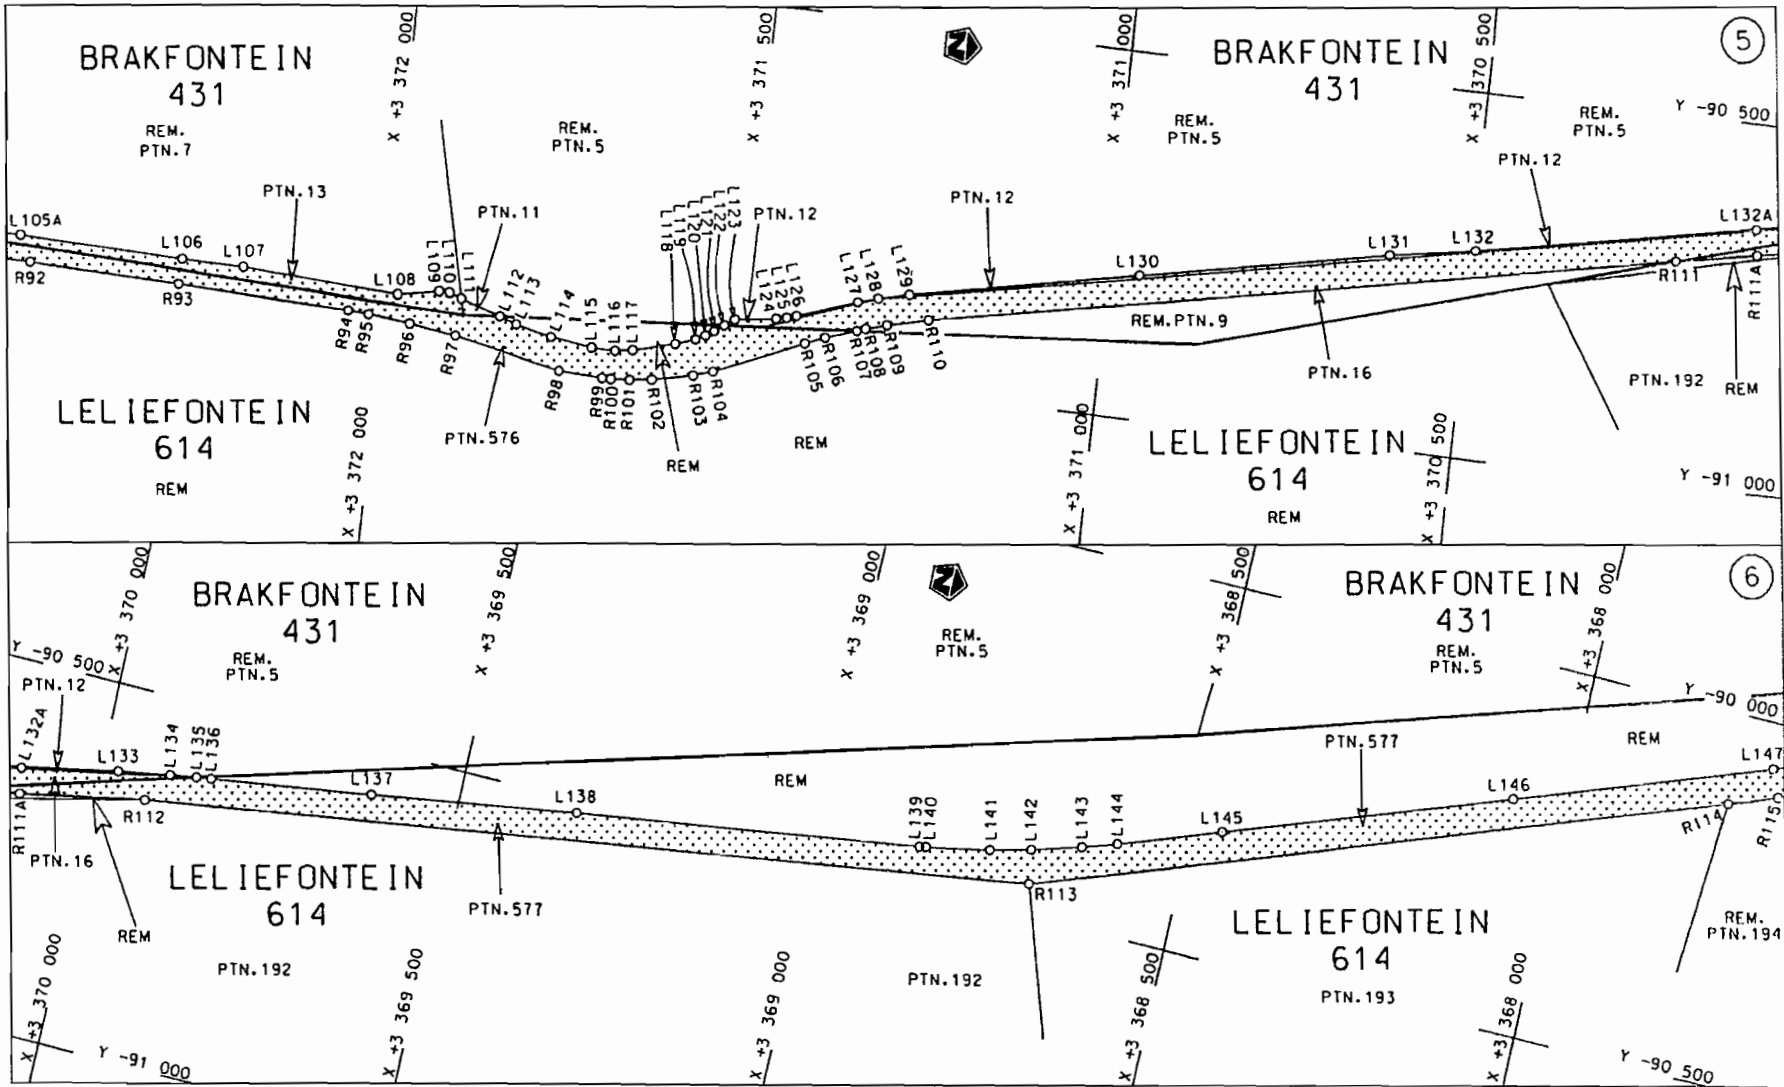 BRAKFONTEIN
431
REM.
PTN.7
X +3 372 000
REM.
PTN.5
X +3 371 500
N
X +3 371 000
BRAKFONTEIN
431
REM.
PTN.5
X +3 370 500
REM.
PTN.5
5
Y -90 500
PTN.13
PTN.11
PTN.12
PTN.12
PTN.12
L105A
L106
L107
L108
L109
L110
L111
L112
L113
L114
L115
L116
L117
L118
L119
L120
L121
L122
L123
L124
L125
L126
L127
L128
L129
L130
L131
L132
L132A
R92
R93
R94
R95
R96
R97
R98
R99
R100
R101
R102
R103
R104
R105
R106
R107
R108
R109
R110
R111
R111A
REM.PTN.9
PTN.16
PTN.192
REM
LELIEFONTEIN
614
REM
X +3 372 000
PTN.576
REM
REM
X +3 371 000
LELIEFONTEIN
614
REM
X +3 370 500
Y -91 000
X +3 370 000
BRAKFONTEIN
431
REM.
PTN.5
X +3 369 500
X +3 369 000
N
REM.
PTN.5
X +3 368 500
BRAKFONTEIN
431
REM.
PTN.5
X +3 368 000
6
Y -90 500
PTN.12
Y -90 000
L132A
L133
L134
L135
L136
L137
L138
L139
L140
L141
L142
L143
L144
L145
L146
L147
REM
PTN.577
REM
R111A
R112
R113
R114
R115
PTN.16
REM
LELIEFONTEIN
614
PTN.577
PTN.192
PTN.192
LELIEFONTEIN
614
PTN.193
REM.
PTN.194
X +3 370 000
Y -91 000
X +3 369 500
X +3 369 000
X +3 368 500
X +3 368 000
Y -90 500